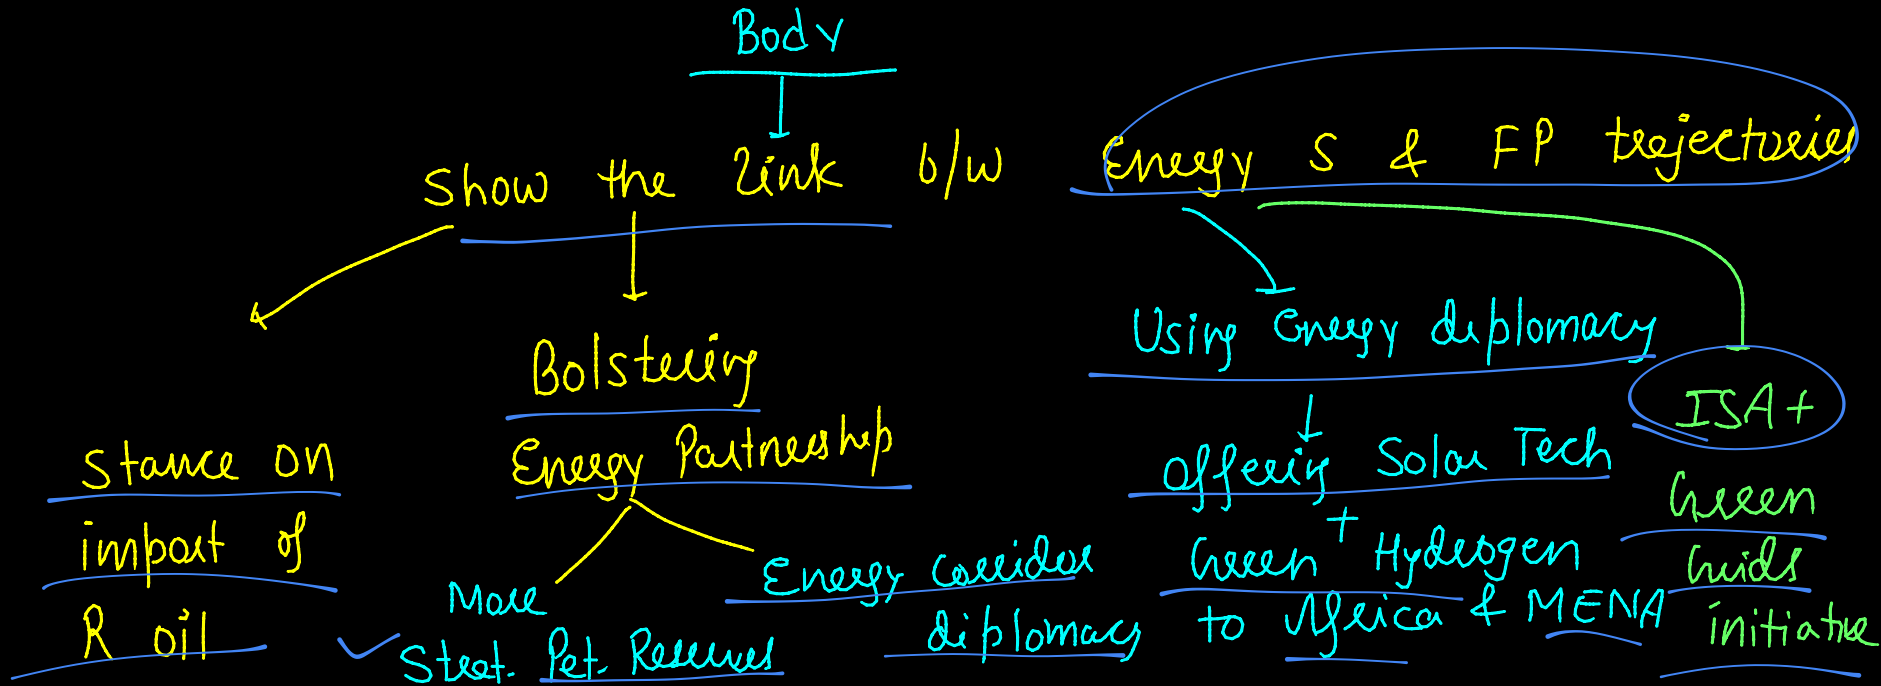 Body
Show the link b/w Energy S & FP trajectories
Stance on
import of
R oil
Bolstering
Energy Partnership
More
Strat. Pet. Reserves
Energy corridor
diplomacy
Using Energy diplomacy
Offering Solar Tech
+
Green Hydrogen
to Africa & MENA
ISA +
Green
Grids
initiative